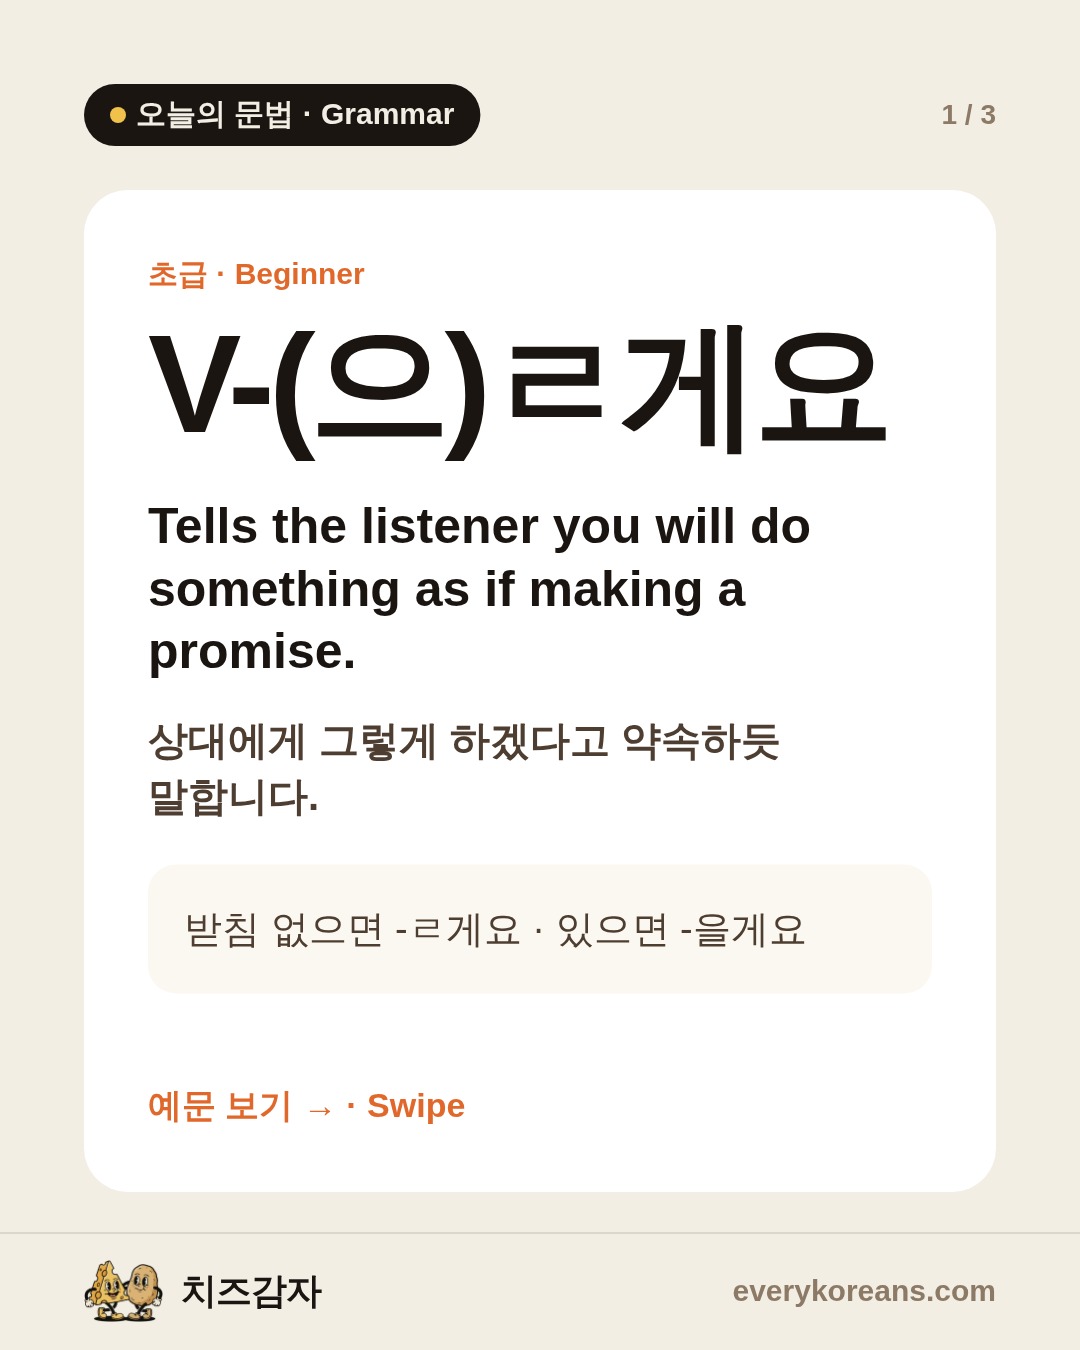 오늘의 문법 · Grammar
1 / 3
초급 · Beginner
V-(으)ㄹ게요
Tells the listener you will do
something as if making a
promise.
상대에게 그렇게 하겠다고 약속하듯
말합니다.
받침 없으면 -ㄹ게요 · 있으면 -을게요
예문 보기 → · Swipe
치즈감자
everykoreans.com